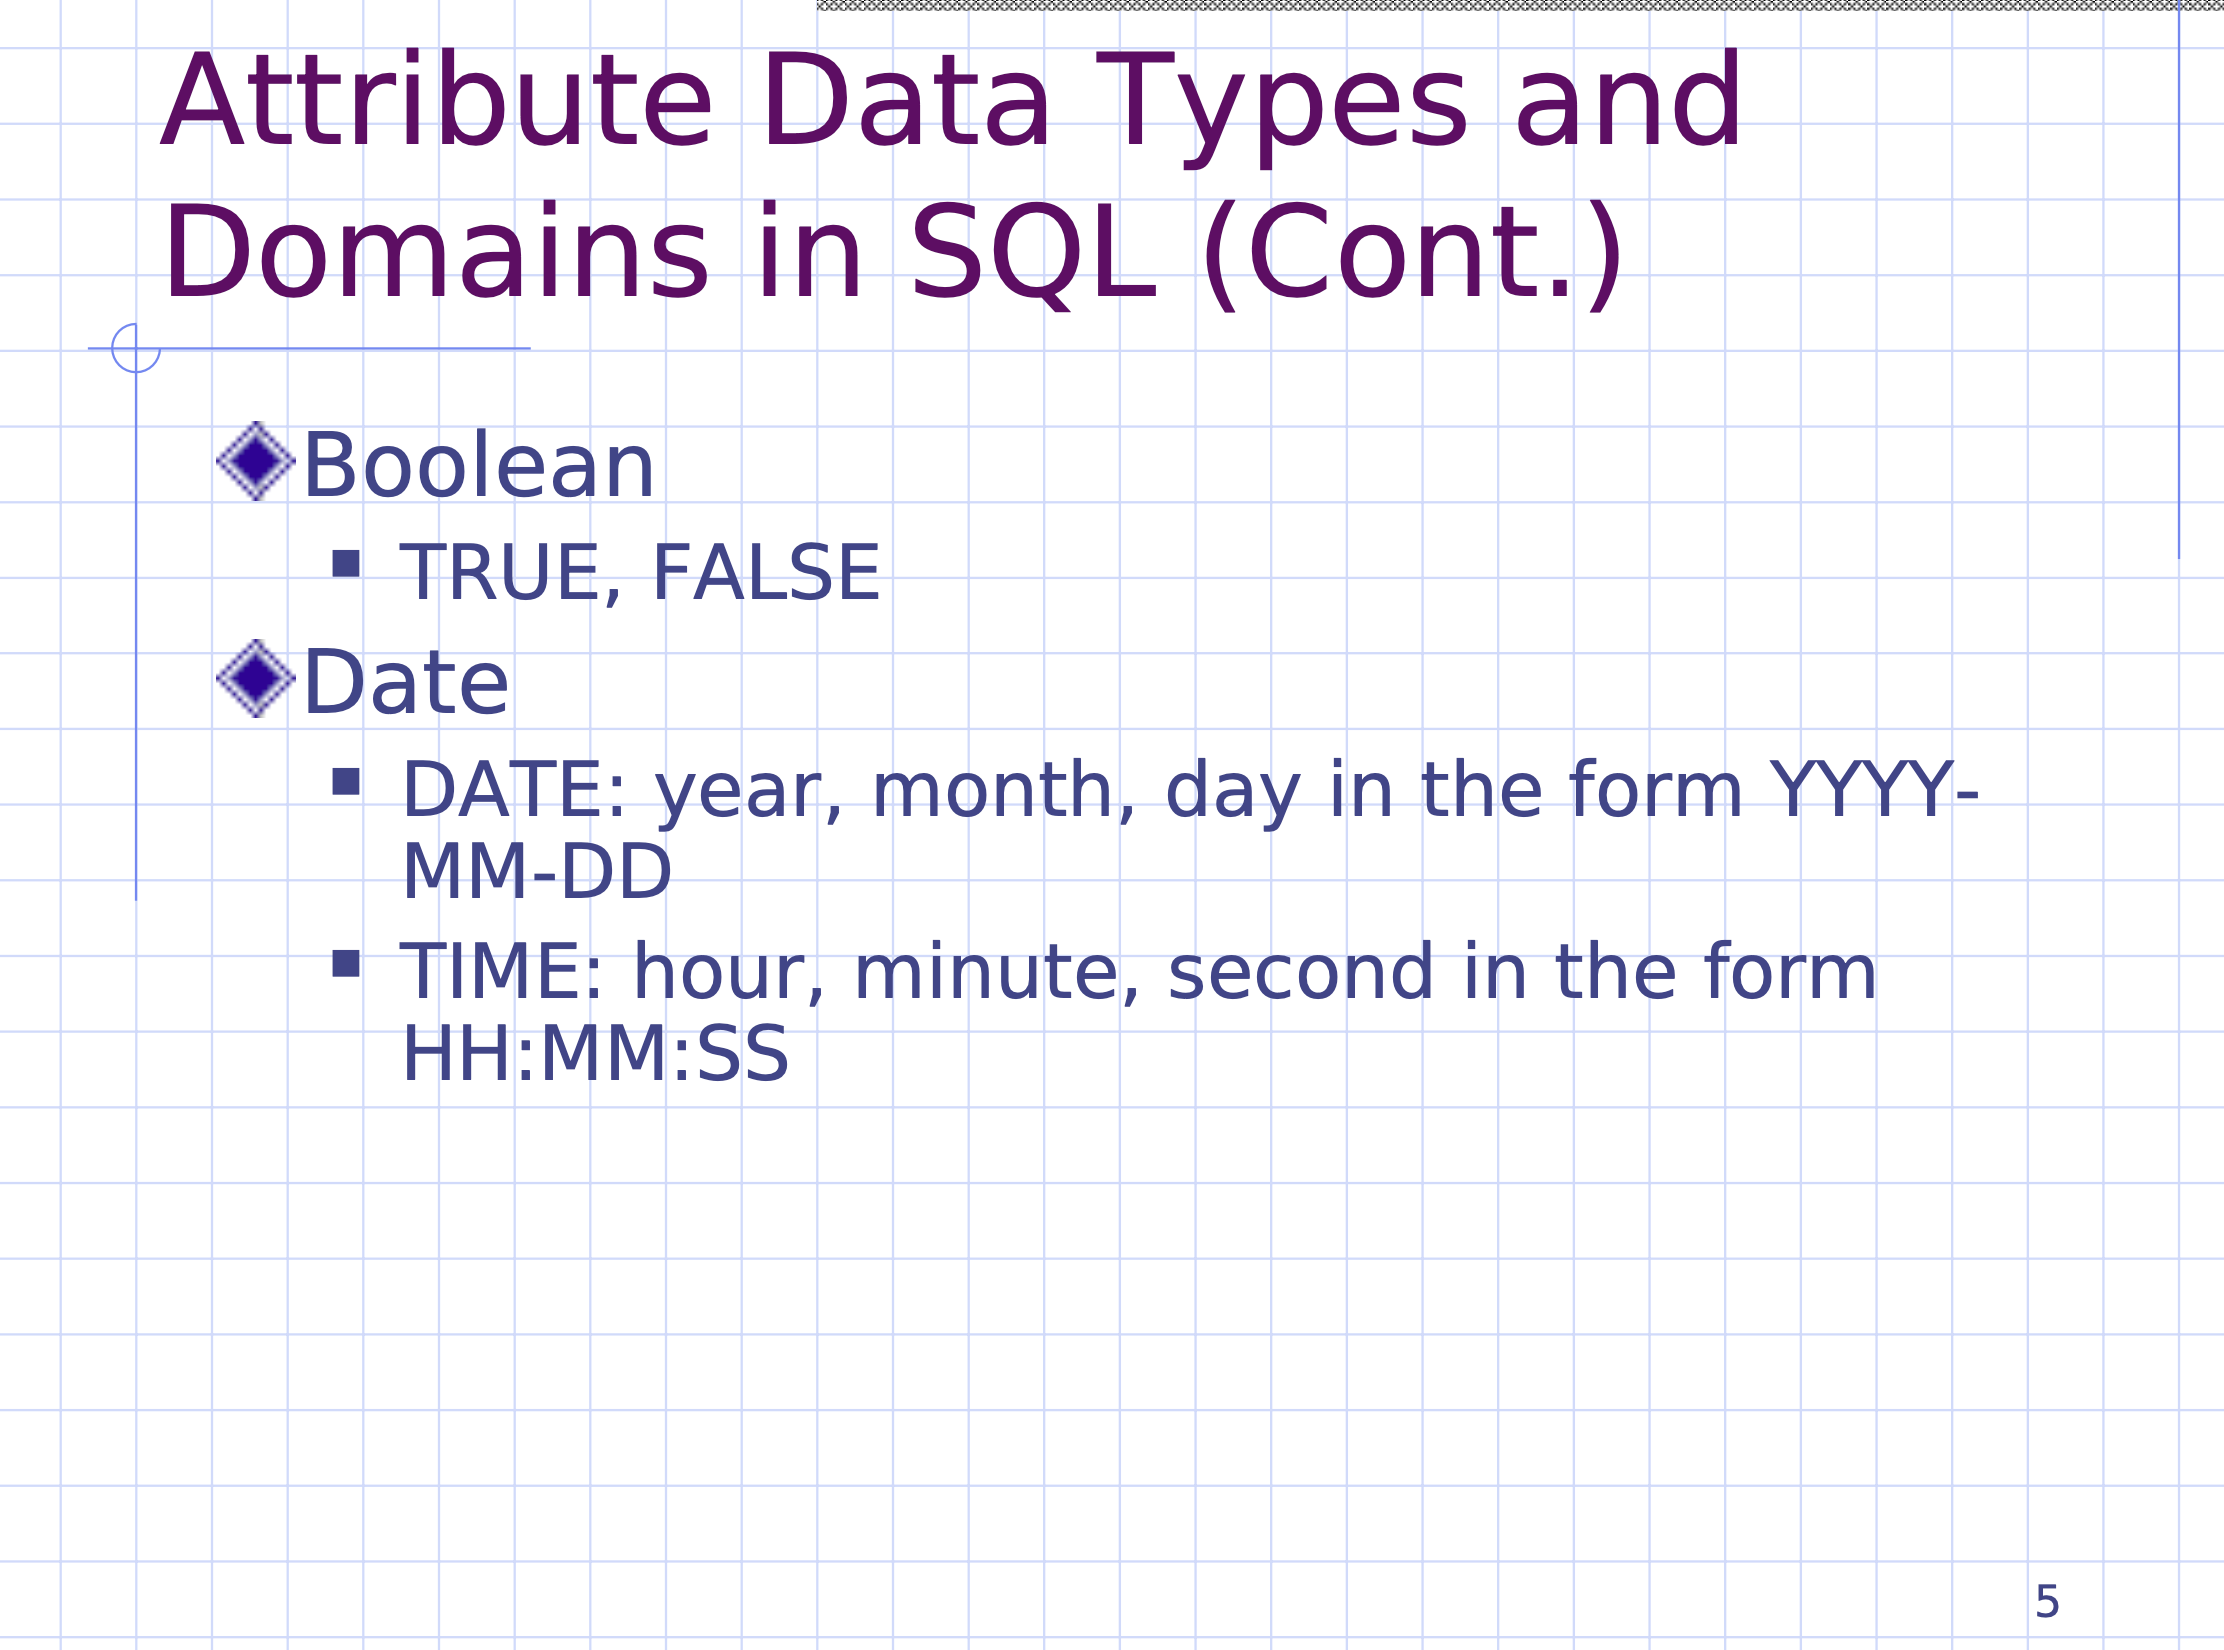 Attribute Data Types and
Domains in SQL (Cont.)
Boolean
TRUE, FALSE
Date
DATE: year, month, day in the form YYYY-
MM-DD
TIME: hour, minute, second in the form
HH:MM:SS
5